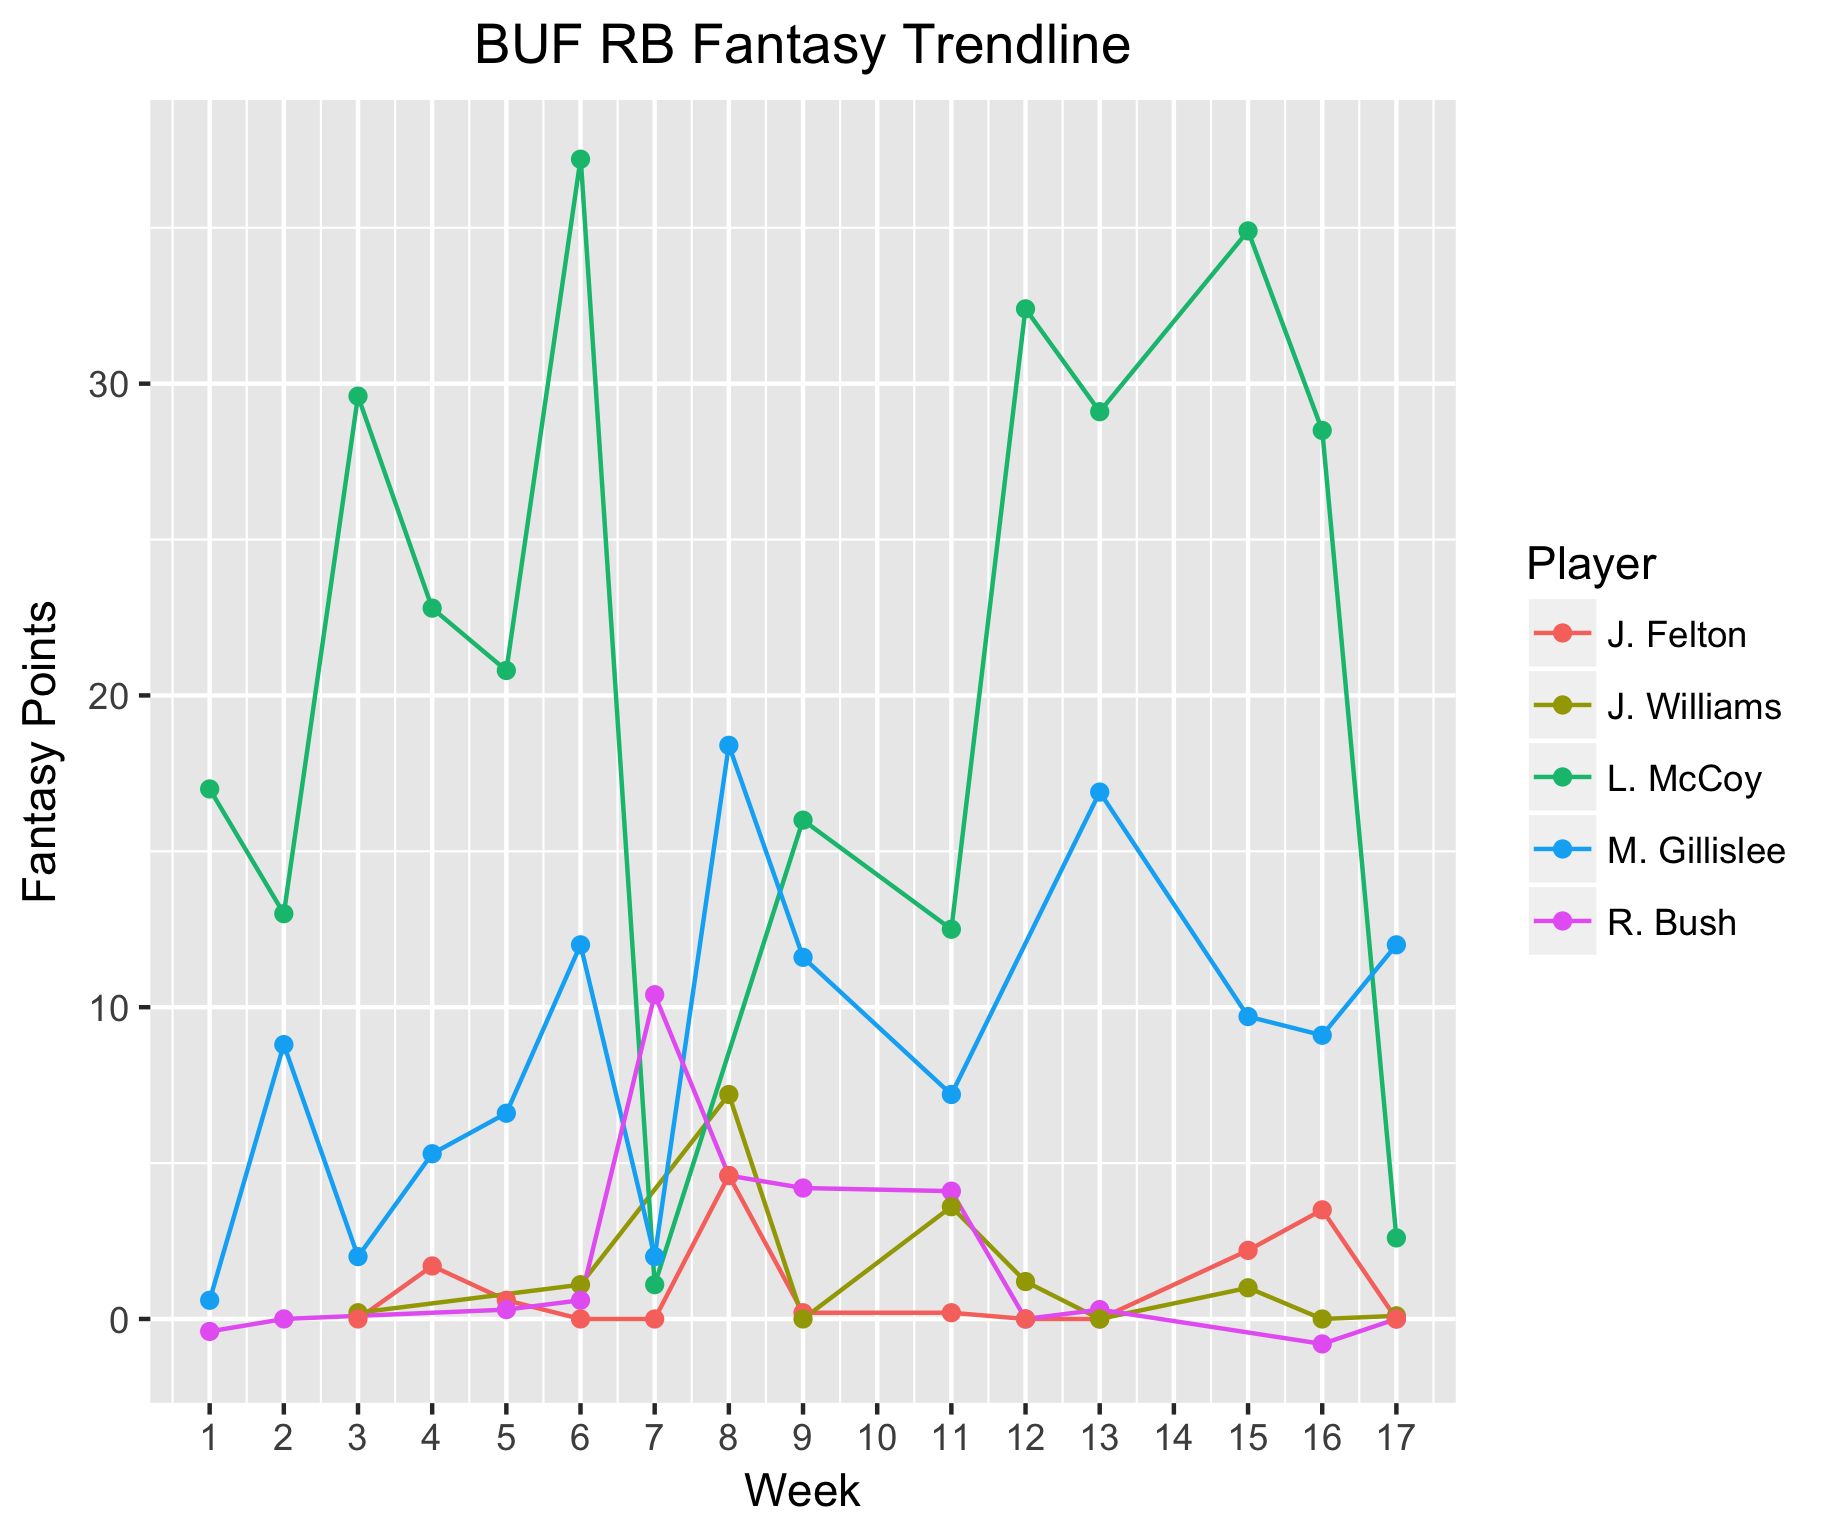 BUF RB Fantasy Trendline
Fantasy Points
30
20
10
0
1 2 3 4 5 6 7 8 9 10 11 12 13 14 15 16 17
Week
Player
J. Felton
J. Williams
L. McCoy
M. Gillislee
R. Bush